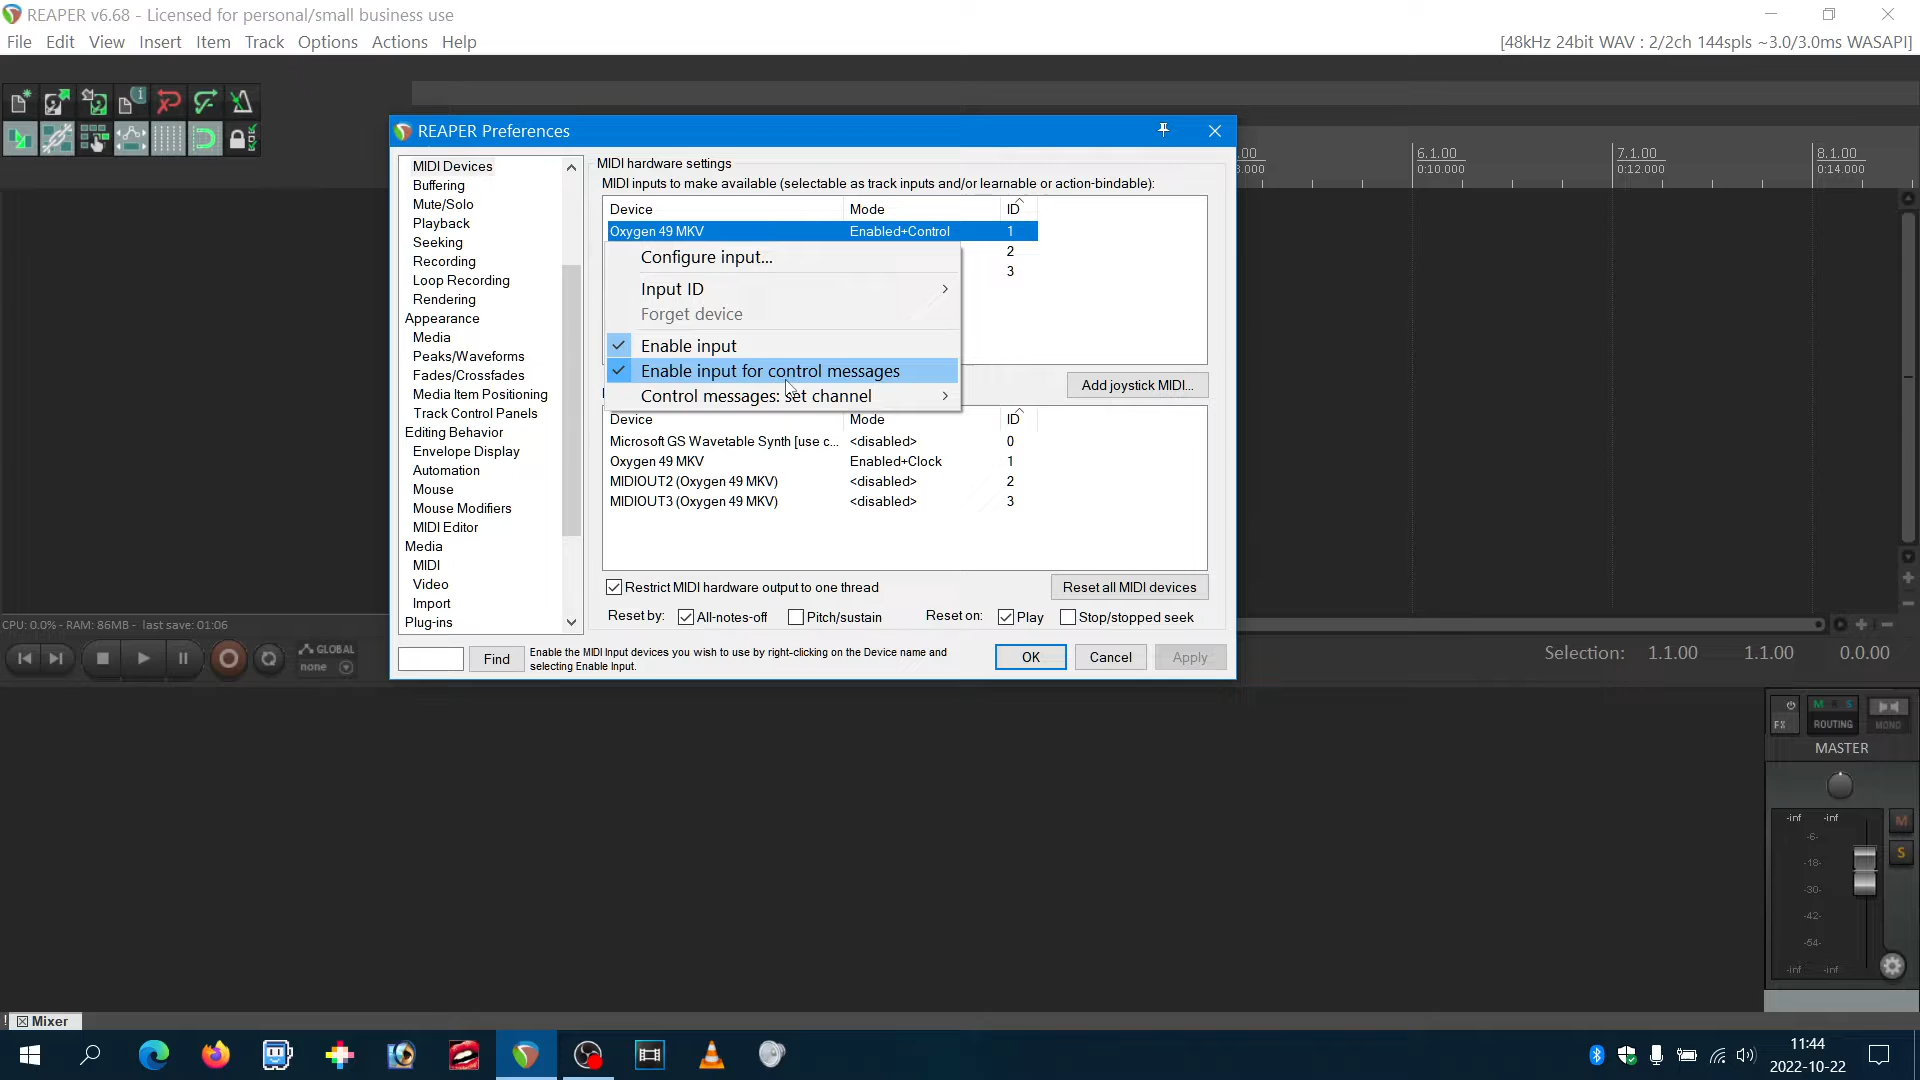 REAPER v6.68 - Licensed for personal/small business use
File Edit View Insert Item Track Options Actions Help
[48kHz 24bit WAV : 2/2ch 144spls ~3.0/3.0ms WASAPI]
REAPER Preferences
MIDI Devices
Buffering
Mute/Solo
Playback
Seeking
Recording
Loop Recording
Rendering
Appearance
Media
Peaks/Waveforms
Fades/Crossfades
Media Item Positioning
Track Control Panels
Editing Behavior
Envelope Display
Automation
Mouse
Mouse Modifiers
MIDI Editor
Media
MIDI
Video
Import
Plug-ins
Find
MIDI hardware settings
MIDI inputs to make available (selectable as track inputs and/or learnable or action-bindable):
Device Mode ID
Oxygen 49 MKV Enabled+Control 1
2
3
Configure input...
Input ID
Forget device
Enable input
Enable input for control messages
Control messages: set channel
Add joystick MIDI...
Device Mode ID
Microsoft GS Wavetable Synth [use c... <disabled> 0
Oxygen 49 MKV Enabled+Clock 1
MIDIOUT2 (Oxygen 49 MKV) <disabled> 2
MIDIOUT3 (Oxygen 49 MKV) <disabled> 3
Restrict MIDI hardware output to one thread
Reset all MIDI devices
Reset by: All-notes-off Pitch/sustain Reset on: Play Stop/stopped seek
Enable the MIDI Input devices you wish to use by right-clicking on the Device name and
selecting Enable Input.
OK Cancel Apply
.00 6.1.00 7.1.00 8.1.00
3.000 0:10.000 0:12.000 0:14.000
CPU: 0.0% - RAM: 86MB - last save: 01:06
GLOBAL
none
Selection: 1.1.00 1.1.00 0.0.00
FX
M S
ROUTING
MONO
MASTER
-inf -inf
M
-6-
S
-18-
-30-
-42-
-54-
-inf -inf
Mixer
11:44
2022-10-22